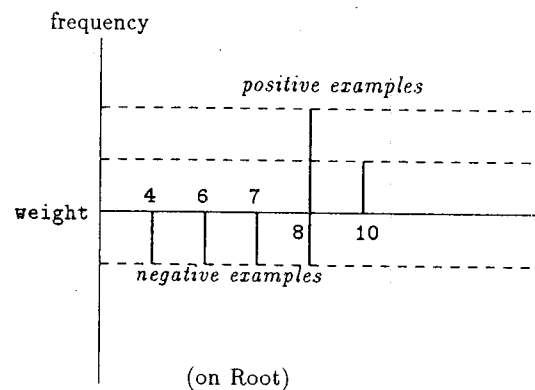 frequency
positive examples
4 6 7
weight
8 10
negative examples
(on Root)